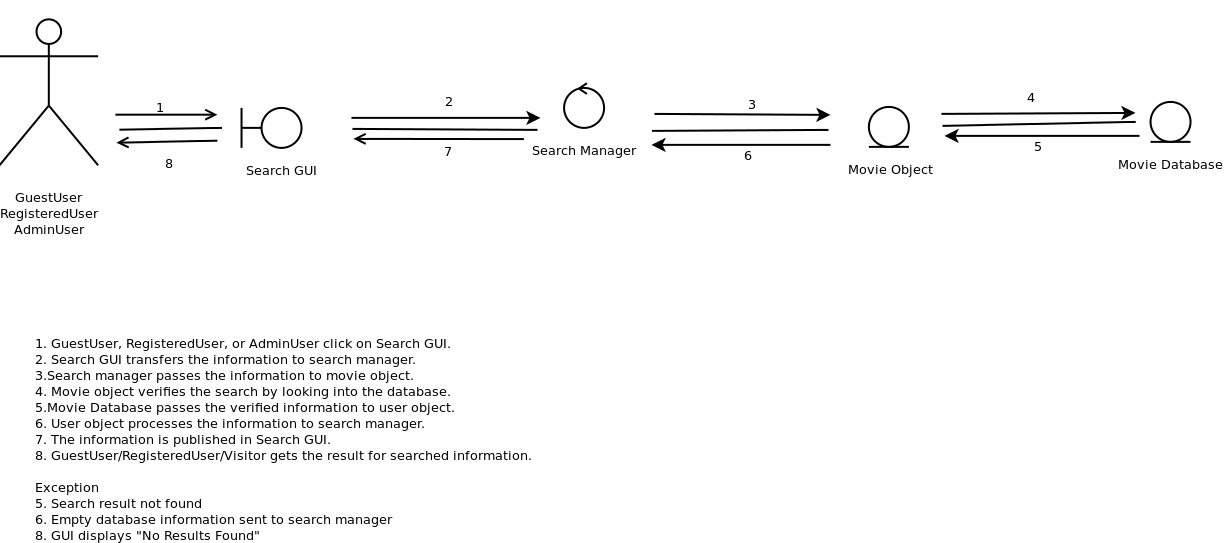 1
2
3
4
8
7
6
5
Search GUI
Search Manager
Movie Object
Movie Database
GuestUser
RegisteredUser
AdminUser
1. GuestUser, RegisteredUser, or AdminUser click on Search GUI.
2. Search GUI transfers the information to search manager.
3.Search manager passes the information to movie object.
4. Movie object verifies the search by looking into the database.
5.Movie Database passes the verified information to user object.
6. User object processes the information to search manager.
7. The information is published in Search GUI.
8. GuestUser/RegisteredUser/Visitor gets the result for searched information.
Exception
5. Search result not found
6. Empty database information sent to search manager
8. GUI displays "No Results Found"